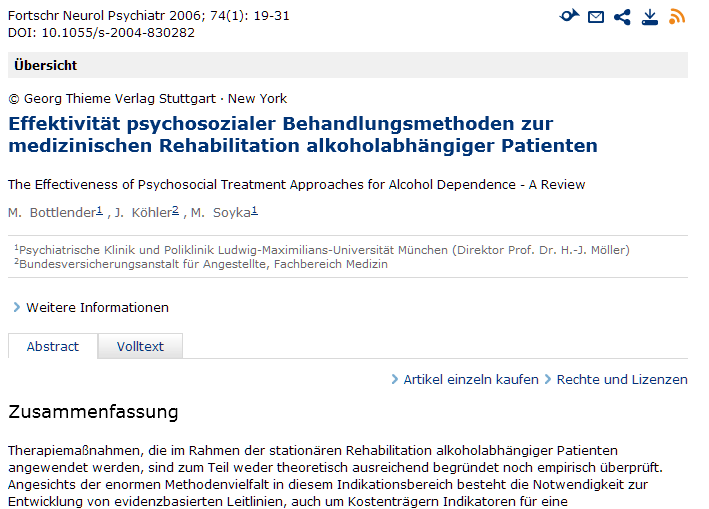 Fortschr Neurol Psychiatr 2006; 74(1): 19-31
DOI: 10.1055/s-2004-830282
Übersicht
© Georg Thieme Verlag Stuttgart · New York
Effektivität psychosozialer Behandlungsmethoden zur
medizinischen Rehabilitation alkoholabhängiger Patienten
The Effectiveness of Psychosocial Treatment Approaches for Alcohol Dependence - A Review
M. Bottlender1 , J. Köhler2 , M. Soyka1
1Psychiatrische Klinik und Poliklinik Ludwig-Maximilians-Universität München (Direktor Prof. Dr. H.-J. Möller)
2Bundesversicherungsanstalt für Angestellte, Fachbereich Medizin
Weitere Informationen
Abstract Volltext
Artikel einzeln kaufen Rechte und Lizenzen
Zusammenfassung
Therapiemaßnahmen, die im Rahmen der stationären Rehabilitation alkoholabhängiger Patienten
angewendet werden, sind zum Teil weder theoretisch ausreichend begründet noch empirisch überprüft.
Angesichts der enormen Methodenvielfalt in diesem Indikationsbereich besteht die Notwendigkeit zur
Entwicklung von evidenzbasierten Leitlinien, auch um Kostenträgern Indikatoren für eine